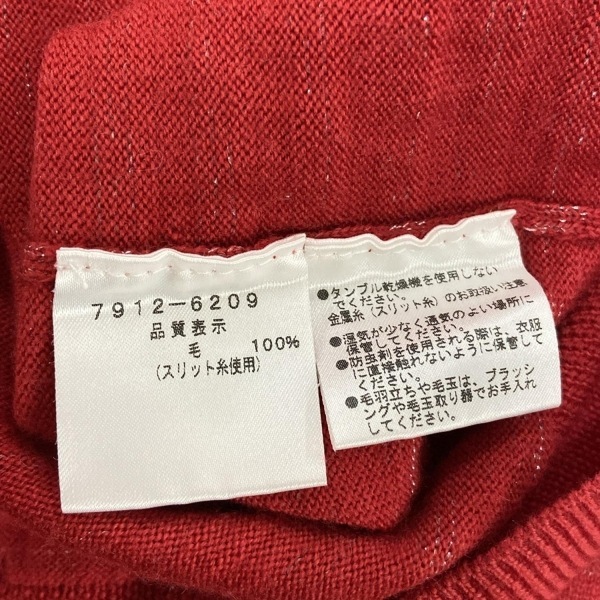 7912-6209
品質表示
毛 100%
(スリット糸使用)
●タンブル乾燥機を使用しない
でください。
金属糸(スリット糸)のお取扱い注意
●湿気が少なく通気のよい場所に
保管してください。
●防虫剤を使用される際は、衣服
に直接触れないように保管して
ください。
●毛羽立ちや毛玉は、ブラッシ
ングや毛玉取り器でお手入れ
してください。